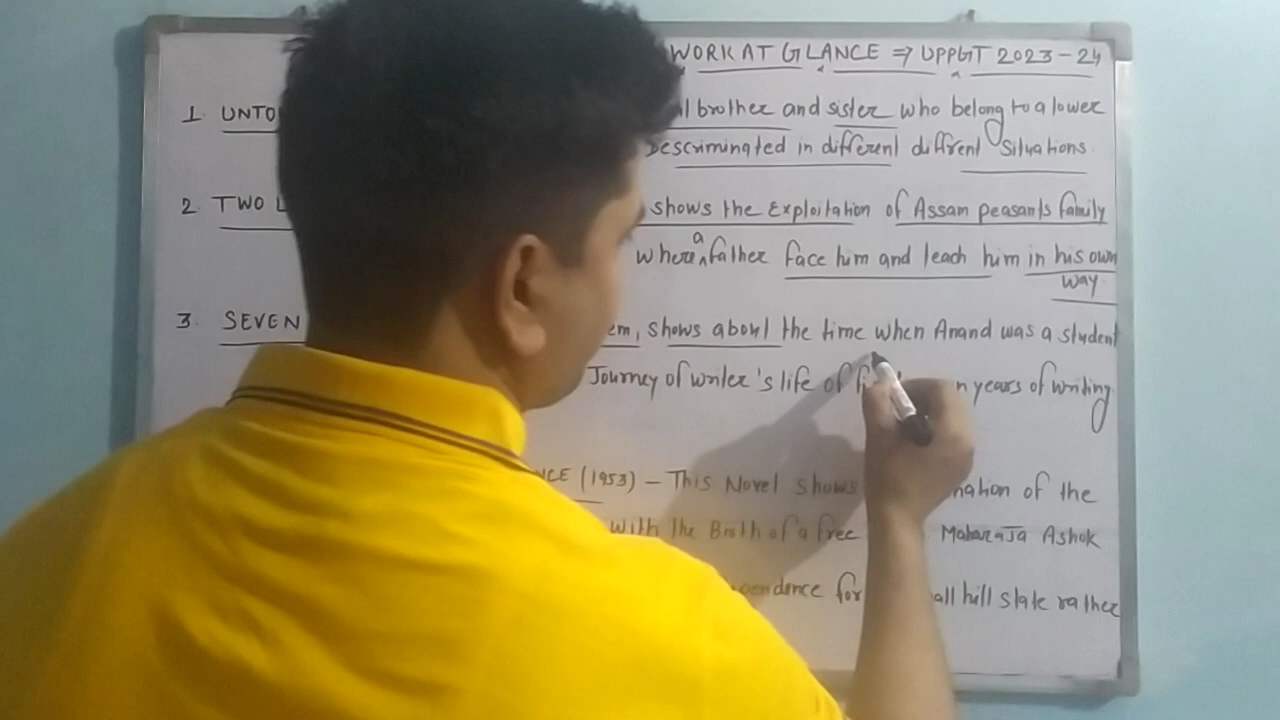 WORK AT GLANCE ⇒ UPPGT 2023-24
1. UNTO
brother and sister who belong to a lower
Descriminated in different diffrent Situations.
2. TWO
shows the Exploitation of Assam peasants family
where a father face him and leach him in his own
way.
3. SEVEN
em, shows about the time when Anand was a student
Journey of writer's life of years of writing.
NCE (1953) - This Novel shows nation of the
with the Broth of a free Maharaja Ashok
pendence for all hill state rather